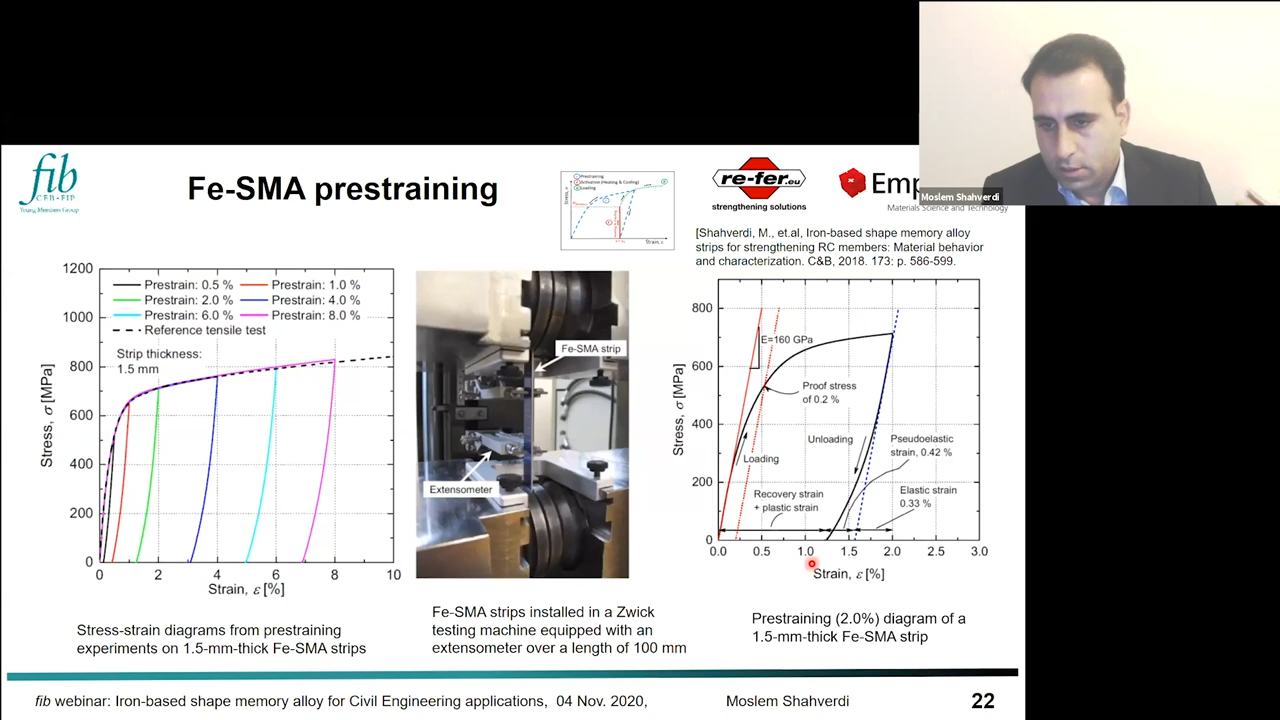 fib
CEB-FIP
Young Members Group
Fe-SMA prestraining
Prestraining
Activation (Heating & Cooling)
Loading
Strain, ε
re-fer.eu
strengthening solutions
Emp
Materials Science and Technology
Moslem Shahverdi
[Shahverdi, M., et.al, Iron-based shape memory alloy
strips for strengthening RC members: Material behavior
and characterization. C&B, 2018. 173: p. 586-599.
1200
1000
800
600
400
200
0
Stress, σ [MPa]
Prestrain: 0.5 % Prestrain: 1.0 %
Prestrain: 2.0 % Prestrain: 4.0 %
Prestrain: 6.0 % Prestrain: 8.0 %
Reference tensile test
Strip thickness:
1.5 mm
0 2 4 6 8 10
Strain, ε [%]
Fe-SMA strip
Extensometer
800
600
400
200
0
Stress, σ [MPa]
E=160 GPa
Proof stress
of 0.2 %
Unloading
Pseudoelastic
strain, 0.42 %
Loading
Recovery strain
+ plastic strain
Elastic strain
0.33 %
0.0 0.5 1.0 1.5 2.0 2.5 3.0
Strain, ε [%]
Stress-strain diagrams from prestraining
experiments on 1.5-mm-thick Fe-SMA strips
Fe-SMA strips installed in a Zwick
testing machine equipped with an
extensometer over a length of 100 mm
Prestraining (2.0%) diagram of a
1.5-mm-thick Fe-SMA strip
fib webinar: Iron-based shape memory alloy for Civil Engineering applications, 04 Nov. 2020, Moslem Shahverdi 22